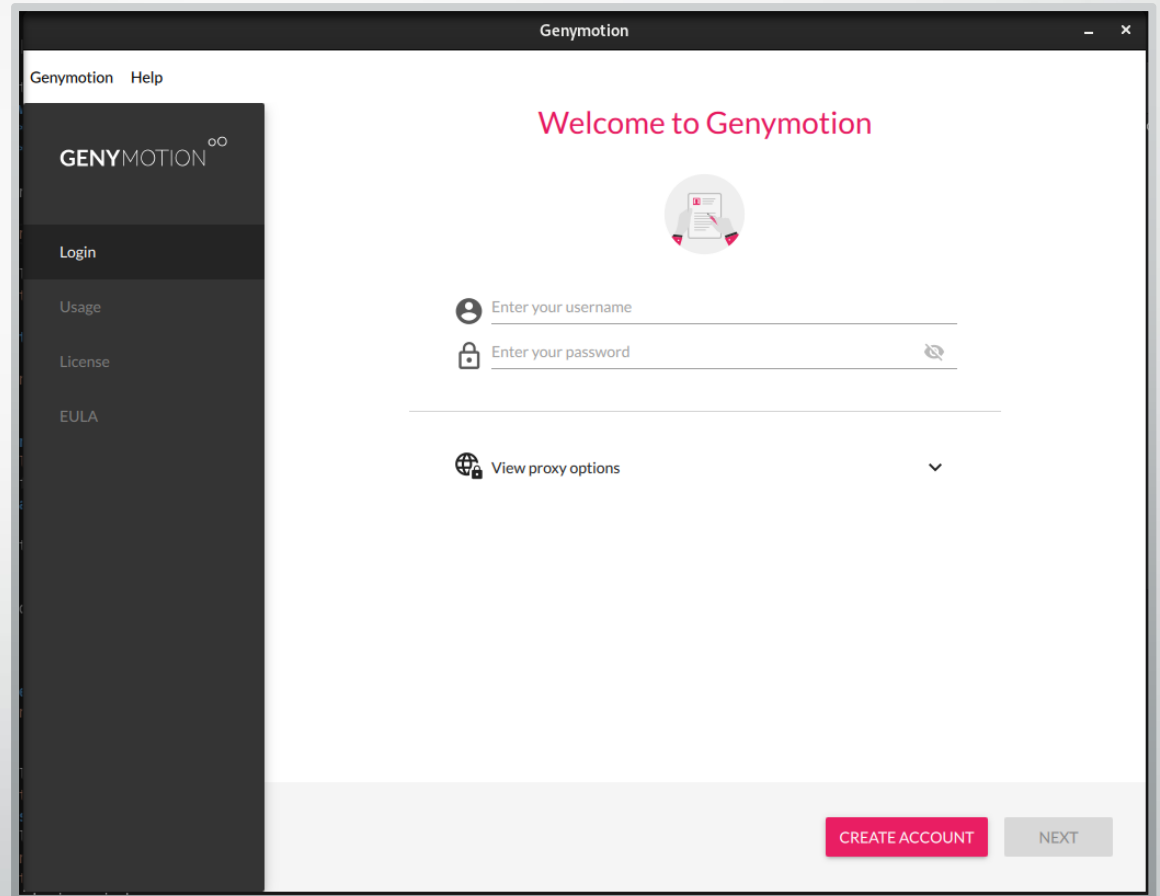 Genymotion
Genymotion Help
GENYMOTION
Login
Usage
License
EULA
Welcome to Genymotion
Enter your username
Enter your password
View proxy options
CREATE ACCOUNT
NEXT